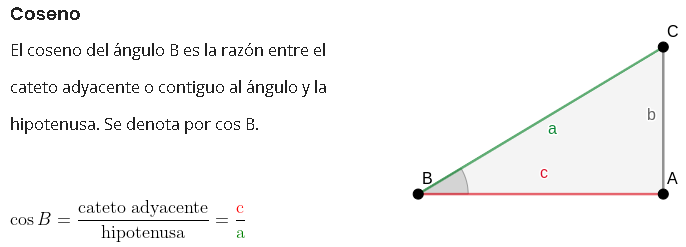 Coseno
El coseno del ángulo B es la razón entre el
cateto adyacente o contiguo al ángulo y la
hipotenusa. Se denota por cos B.
cos B = cateto adyacente / hipotenusa = c / a
C
b
a
c
B
A